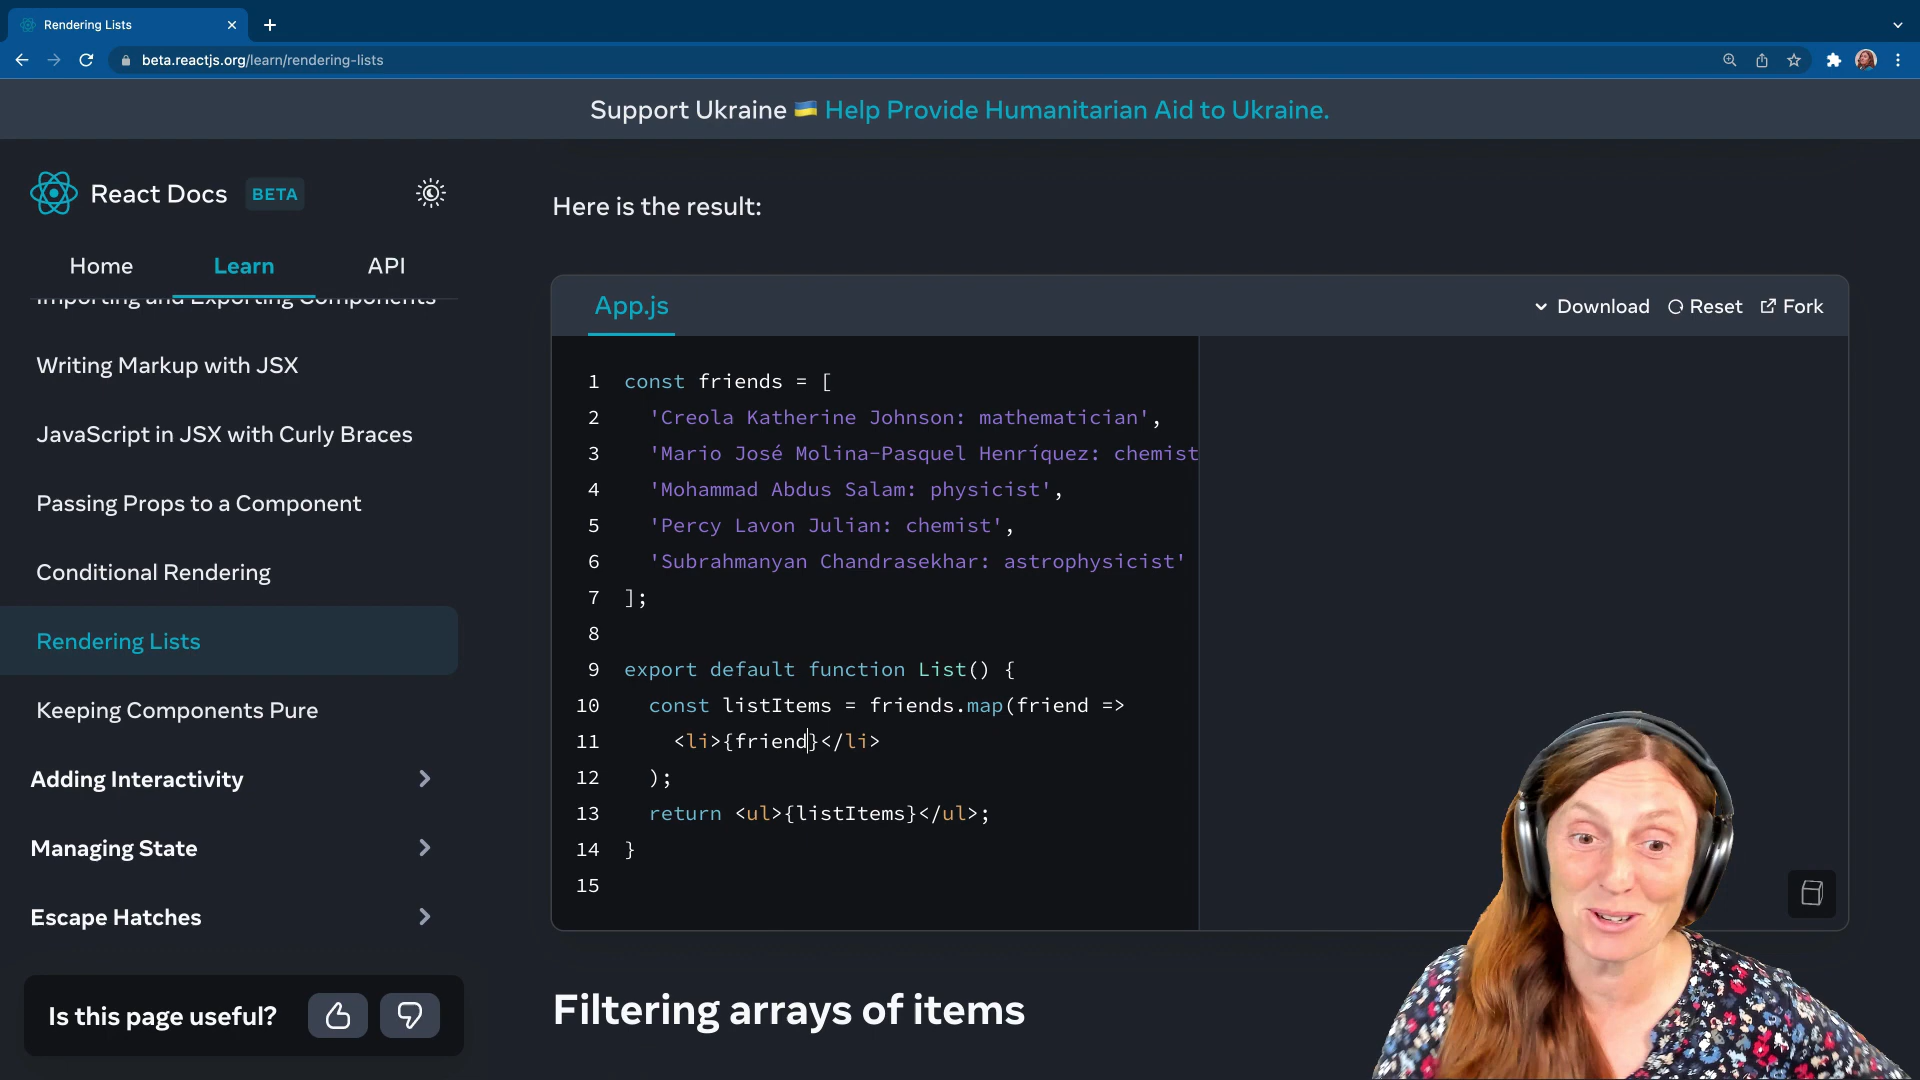 Rendering Lists
beta.reactjs.org/learn/rendering-lists
Support Ukraine 🇺🇦 Help Provide Humanitarian Aid to Ukraine.
React Docs BETA
Home Learn API
Importing and Exporting Components
Writing Markup with JSX
JavaScript in JSX with Curly Braces
Passing Props to a Component
Conditional Rendering
Rendering Lists
Keeping Components Pure
Adding Interactivity
Managing State
Escape Hatches
Is this page useful?
Here is the result:
App.js
Download Reset Fork
1 const friends = [
2 'Creola Katherine Johnson: mathematician',
3 'Mario José Molina-Pasquel Henríquez: chemist
4 'Mohammad Abdus Salam: physicist',
5 'Percy Lavon Julian: chemist',
6 'Subrahmanyan Chandrasekhar: astrophysicist'
7 ];
8
9 export default function List() {
10 const listItems = friends.map(friend =>
11 <li>{friend}</li>
12 );
13 return <ul>{listItems}</ul>;
14 }
15
Filtering arrays of items